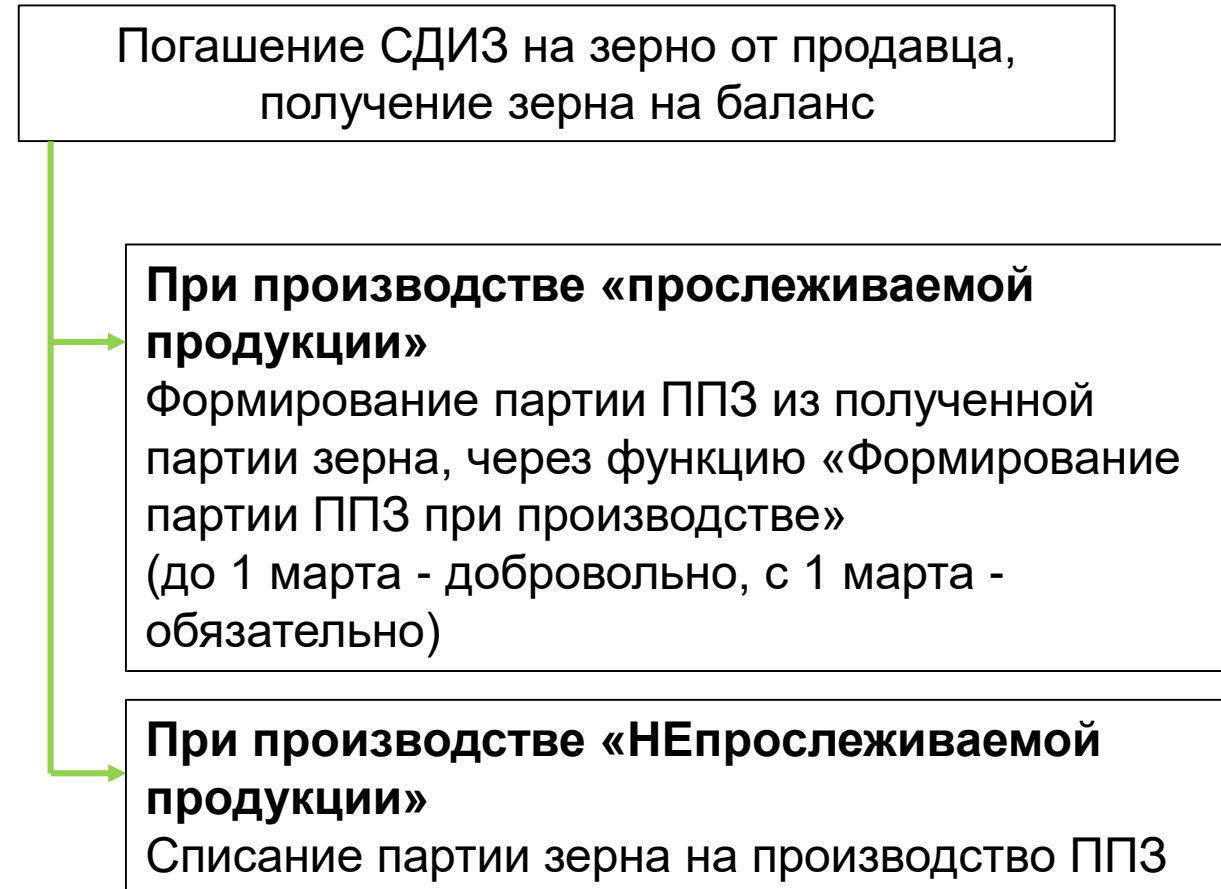 Погашение СДИЗ на зерно от продавца,
получение зерна на баланс
При производстве «прослеживаемой
продукции»
Формирование партии ППЗ из полученной
партии зерна, через функцию «Формирование
партии ППЗ при производстве»
(до 1 марта - добровольно, с 1 марта -
обязательно)
При производстве «НЕпрослеживаемой
продукции»
Списание партии зерна на производство ППЗ